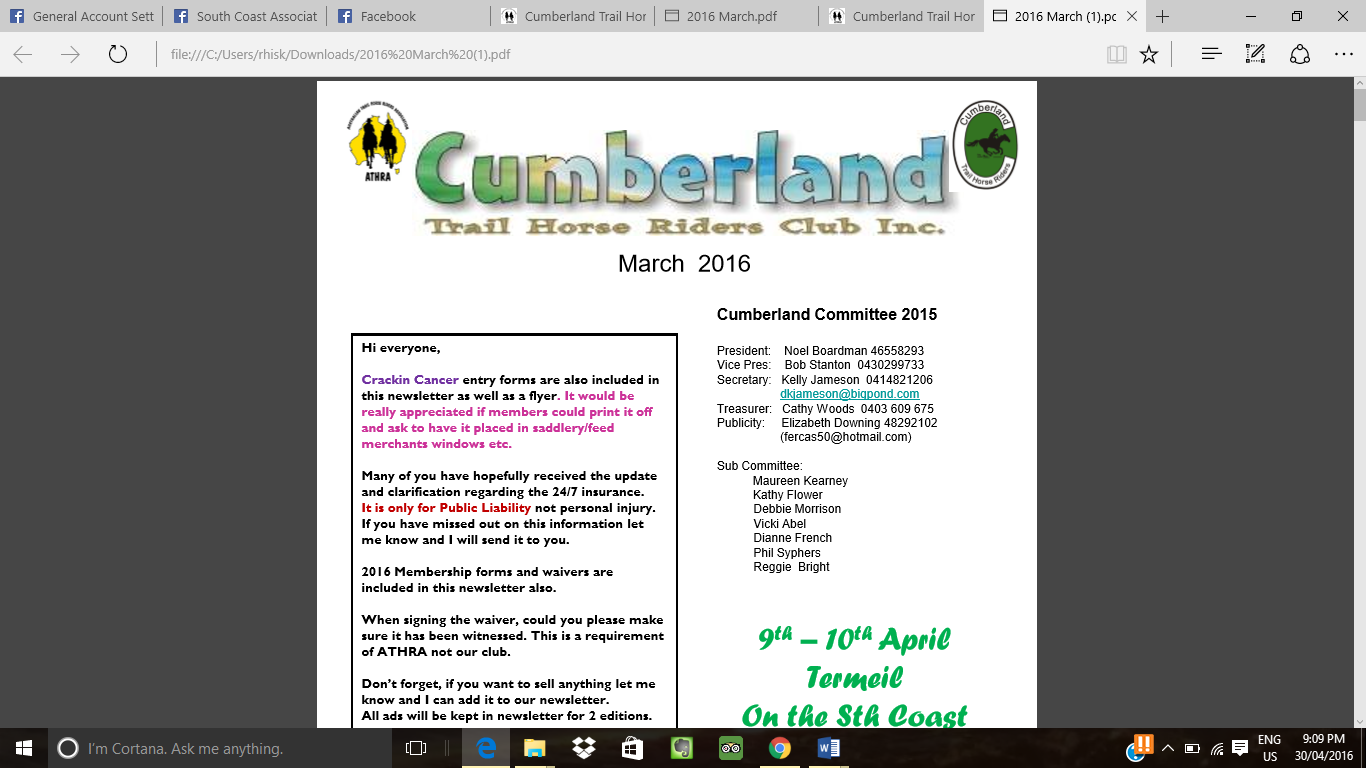 General Account Sett
South Coast Associat
Facebook
Cumberland Trail Hor
2016 March.pdf
Cumberland Trail Hor
2016 March (1).pc
file:///C:/Users/rhisk/Downloads/2016%20March%20(1).pdf
AUSTRALIAN TRAIL HORSE RIDERS ASSOCIATION
ATHRA
Cumberland
Trail Horse Riders Club Inc.
Cumberland
Trail Horse Riders
March 2016
Hi everyone,
Crackin Cancer entry forms are also included in
this newsletter as well as a flyer. It would be
really appreciated if members could print it off
and ask to have it placed in saddlery/feed
merchants windows etc.
Many of you have hopefully received the update
and clarification regarding the 24/7 insurance.
It is only for Public Liability not personal injury.
If you have missed out on this information let
me know and I will send it to you.
2016 Membership forms and waivers are
included in this newsletter also.
When signing the waiver, could you please make
sure it has been witnessed. This is a requirement
of ATHRA not our club.
Don't forget, if you want to sell anything let me
know and I can add it to our newsletter.
All ads will be kept in newsletter for 2 editions.
Cumberland Committee 2015
President: Noel Boardman 46558293
Vice Pres: Bob Stanton 0430299733
Secretary: Kelly Jameson 0414821206
dkjameson@bigpond.com
Treasurer: Cathy Woods 0403 609 675
Publicity: Elizabeth Downing 48292102
(fercas50@hotmail.com)
Sub Committee:
Maureen Kearney
Kathy Flower
Debbie Morrison
Vicki Abel
Dianne French
Phil Syphers
Reggie Bright
9th – 10th April
Termeil
On the Sth Coast
I'm Cortana. Ask me anything.
ENG
US
9:09 PM
30/04/2016